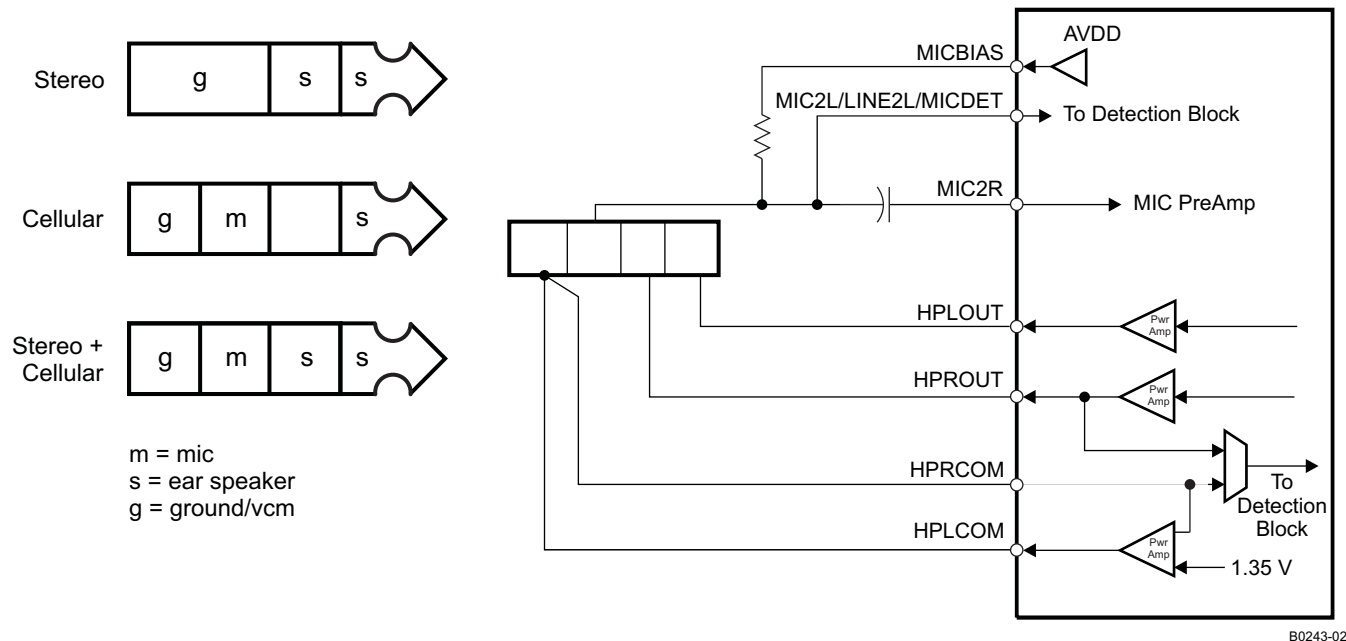 Stereo
g s s
Cellular
g m s
Stereo +
Cellular
g m s s
m = mic
s = ear speaker
g = ground/vcm
AVDD
MICBIAS
MIC2L/LINE2L/MICDET
To Detection Block
MIC2R
MIC PreAmp
HPLOUT
Pwr
Amp
HPROUT
Pwr
Amp
HPRCOM
To
Detection
Block
HPLCOM
Pwr
Amp
1.35 V
B0243-02